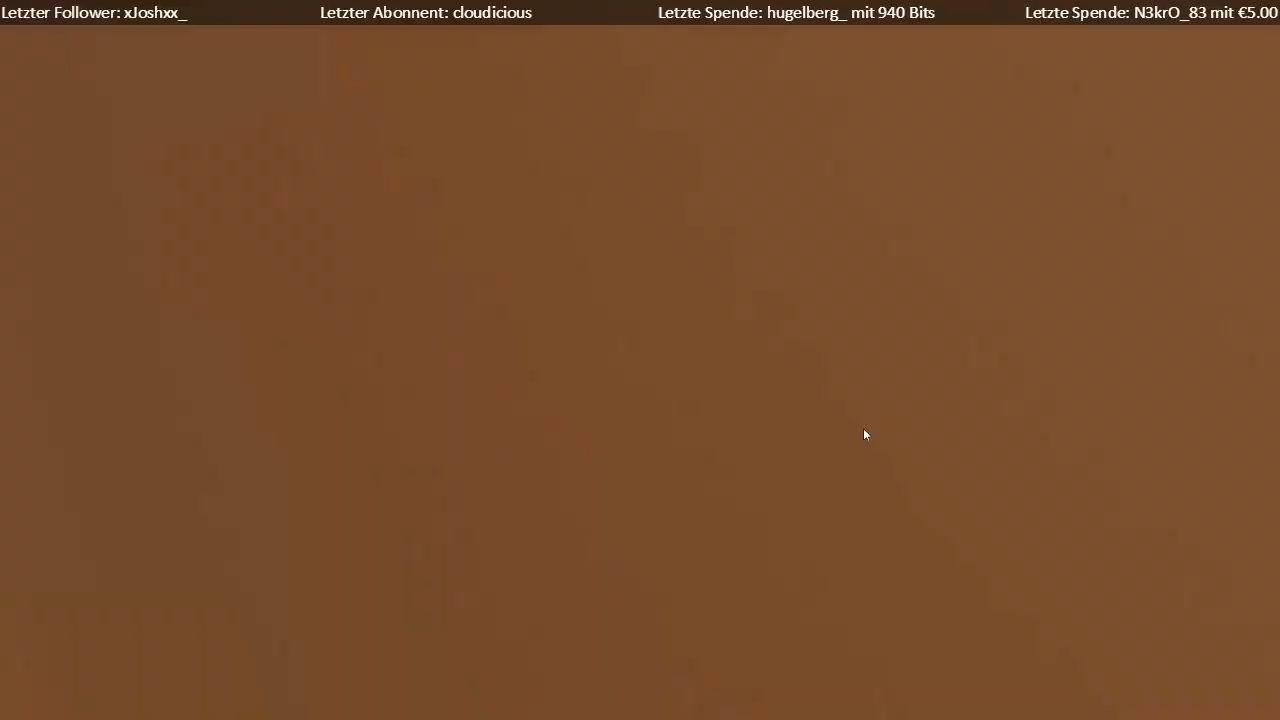 Letzter Follower: xJoshxx_ Letzter Abonnent: cloudicious Letzte Spende: hugelberg_ mit 940 Bits Letzte Spende: N3krO_83 mit €5.00